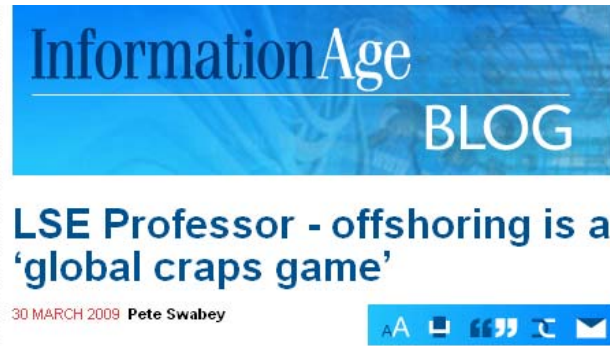 InformationAge
BLOG
LSE Professor - offshoring is a
‘global craps game’
30 MARCH 2009 Pete Swabey
AA